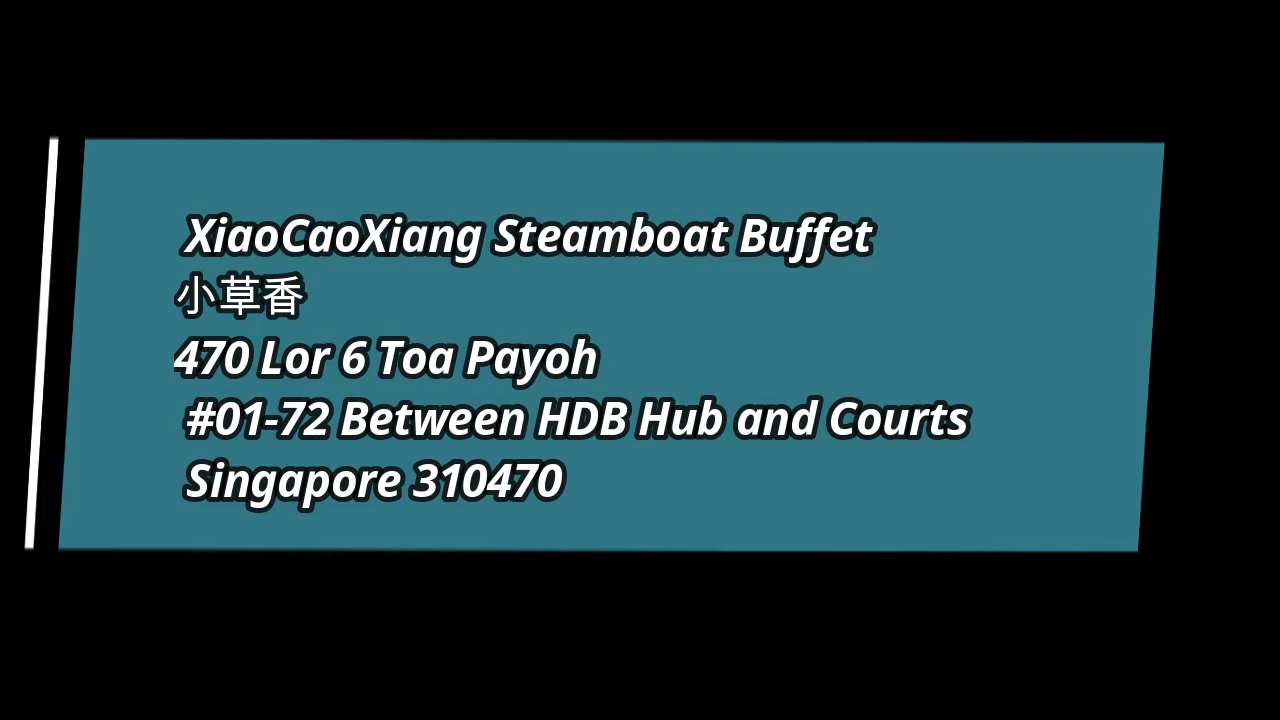 XiaoCaoXiang Steamboat Buffet
小草香
470 Lor 6 Toa Payoh
#01-72 Between HDB Hub and Courts
Singapore 310470